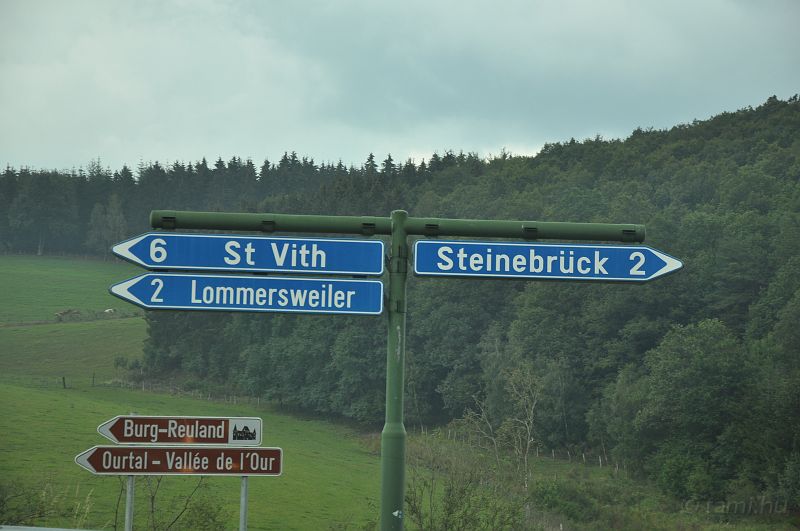 6 St Vith
Steinebrück 2
2 Lommersweiler
Burg-Reuland
Ourtal - Vallée de l'Our
tami.hu